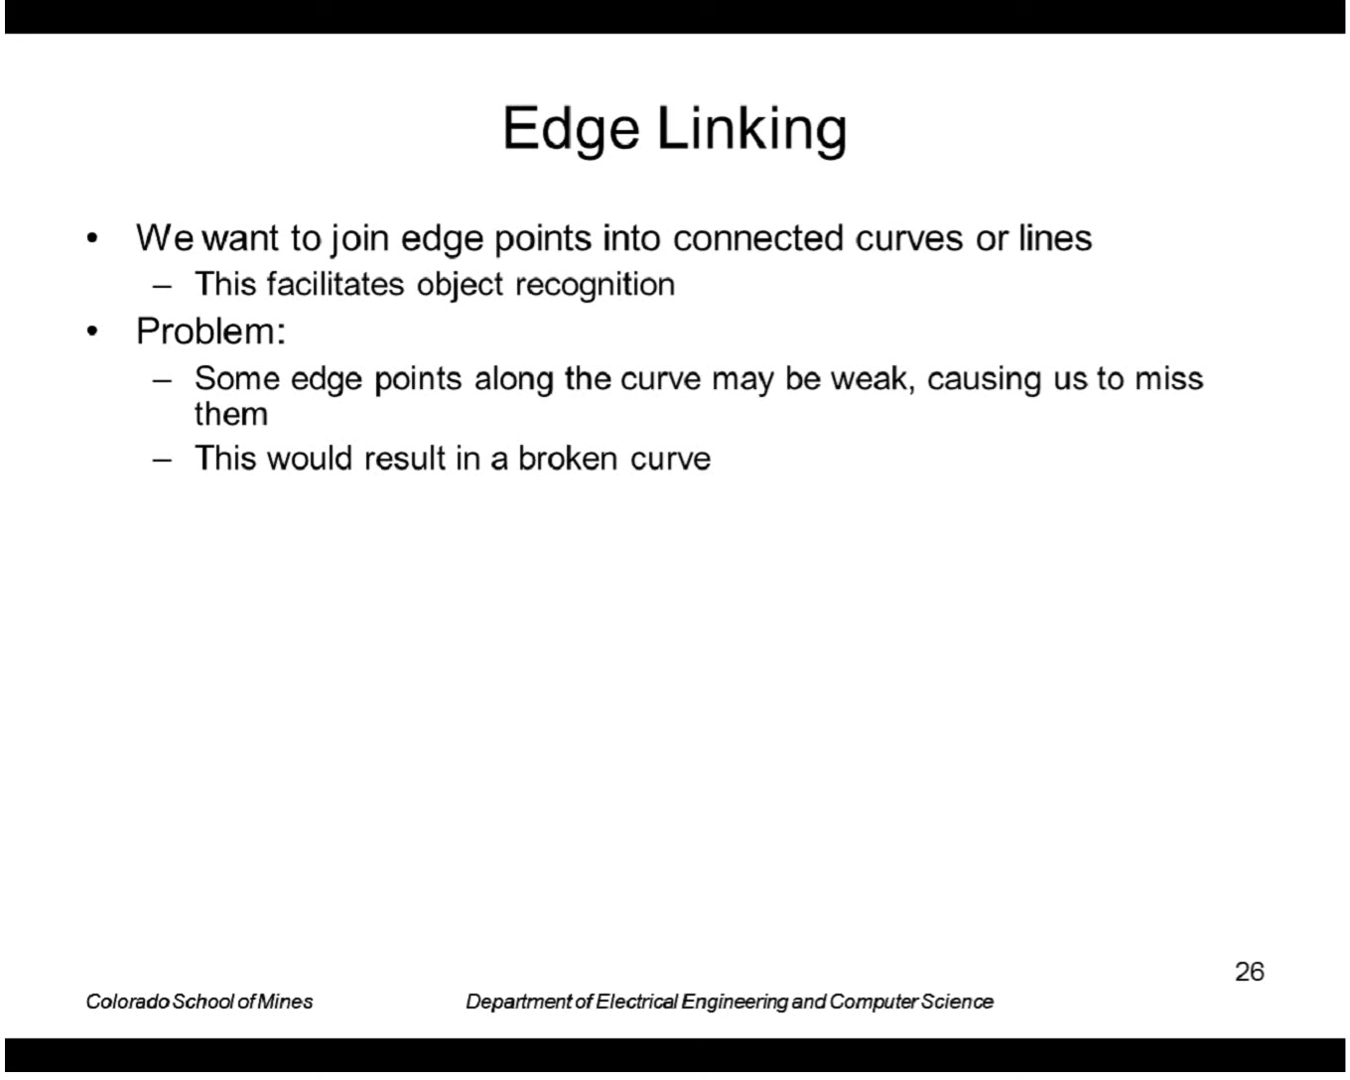 Edge Linking
• We want to join edge points into connected curves or lines
– This facilitates object recognition
• Problem:
– Some edge points along the curve may be weak, causing us to miss
them
– This would result in a broken curve
26
Colorado School of Mines Department of Electrical Engineering and Computer Science